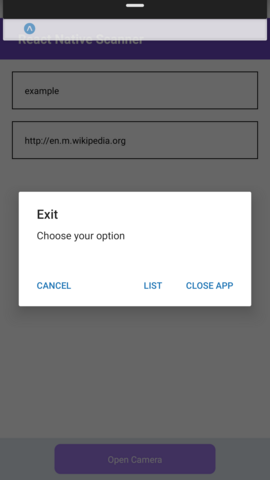 React Native Scanner
example
http://en.m.wikipedia.org
Exit
Choose your option
CANCEL
LIST
CLOSE APP
Open Camera